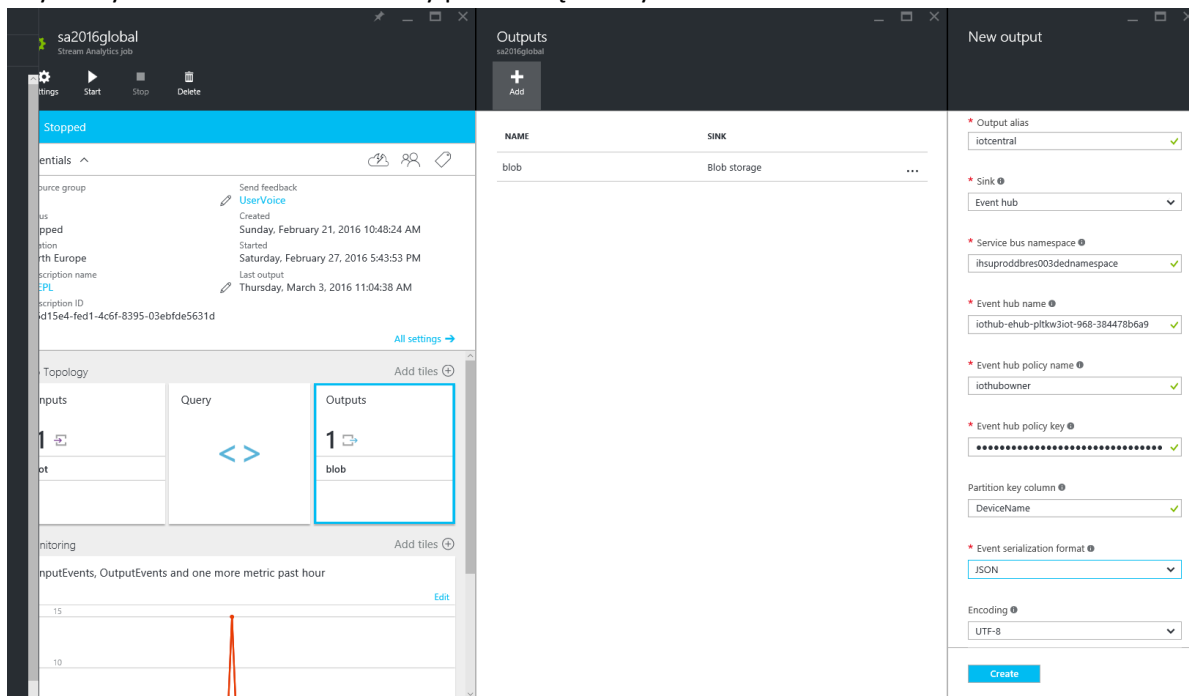 sa2016global
Stream Analytics job
ttings Start Stop Delete
Stopped
entials
ource group
us
pped
ation
rth Europe
scription name
EPL
scription ID
5d15e4-fed1-4c6f-8395-03ebfde5631d
Send feedback
UserVoice
Created
Sunday, February 21, 2016 10:48:24 AM
Started
Saturday, February 27, 2016 5:43:53 PM
Last output
Thursday, March 3, 2016 11:04:38 AM
All settings →
Topology
Add tiles
nputs
1
ot
Query
< >
Outputs
1
blob
nitoring
Add tiles
nputEvents, OutputEvents and one more metric past hour
Edit
15
10
Outputs
sa2016global
Add
NAME SINK
blob Blob storage ...
New output
* Output alias
iotcentral
* Sink
Event hub
* Service bus namespace
ihsuproddbres003dednamespace
* Event hub name
iothub-ehub-pltkw3iot-968-384478b6a9
* Event hub policy name
iothubowner
* Event hub policy key
Partition key column
DeviceName
* Event serialization format
JSON
Encoding
UTF-8
Create